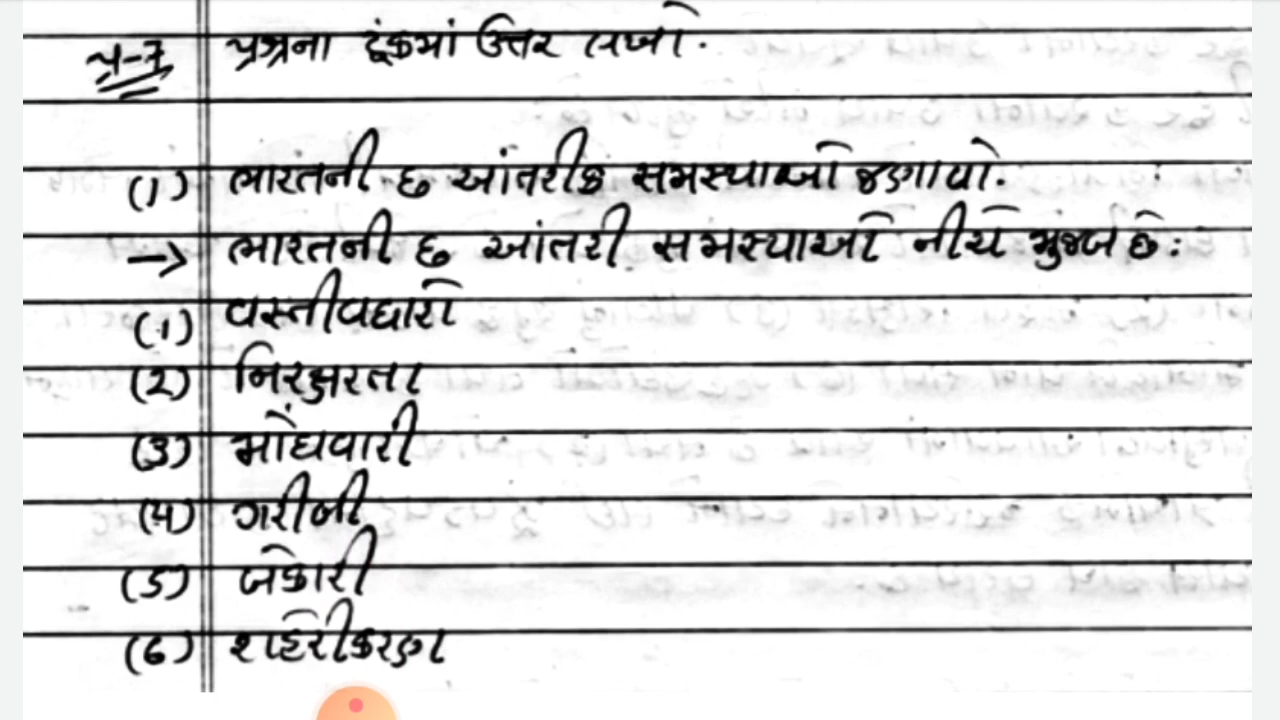 પ્ર-7 પ્રશ્નના ટૂંકમાં ઉત્તર લખો.
(1) ભારતની છ આંતરીક સમસ્યાઓ જણાવો.
→ ભારતની છ આંતરી સમસ્યાઓ નીચે મુજબ છે:
(1) વસ્તીવધારો
(2) નિરક્ષરતા
(3) મોંઘવારી
(4) ગરીબી
(5) બેકારી
(6) શહેરીકરણ